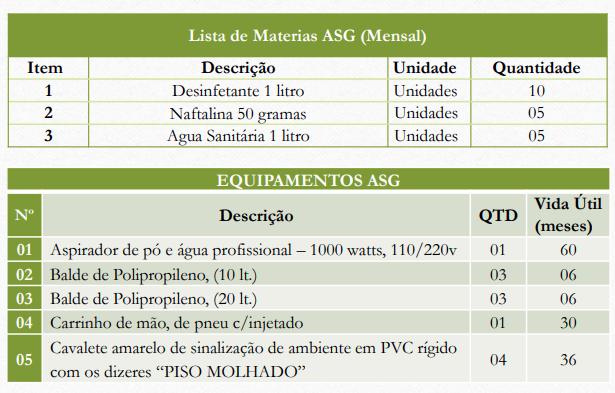 Lista de Materias ASG (Mensal)
Item Descrição Unidade Quantidade
1 Desinfetante 1 litro Unidades 10
2 Naftalina 50 gramas Unidades 05
3 Agua Sanitária 1 litro Unidades 05
EQUIPAMENTOS ASG
Nº Descrição QTD Vida Útil
(meses)
01 Aspirador de pó e água profissional – 1000 watts, 110/220v 01 60
02 Balde de Polipropileno, (10 lt.) 03 06
03 Balde de Polipropileno, (20 lt.) 03 06
04 Carrinho de mão, de pneu c/injetado 01 30
05 Cavalete amarelo de sinalização de ambiente em PVC rígido 04 36
com os dizeres “PISO MOLHADO”